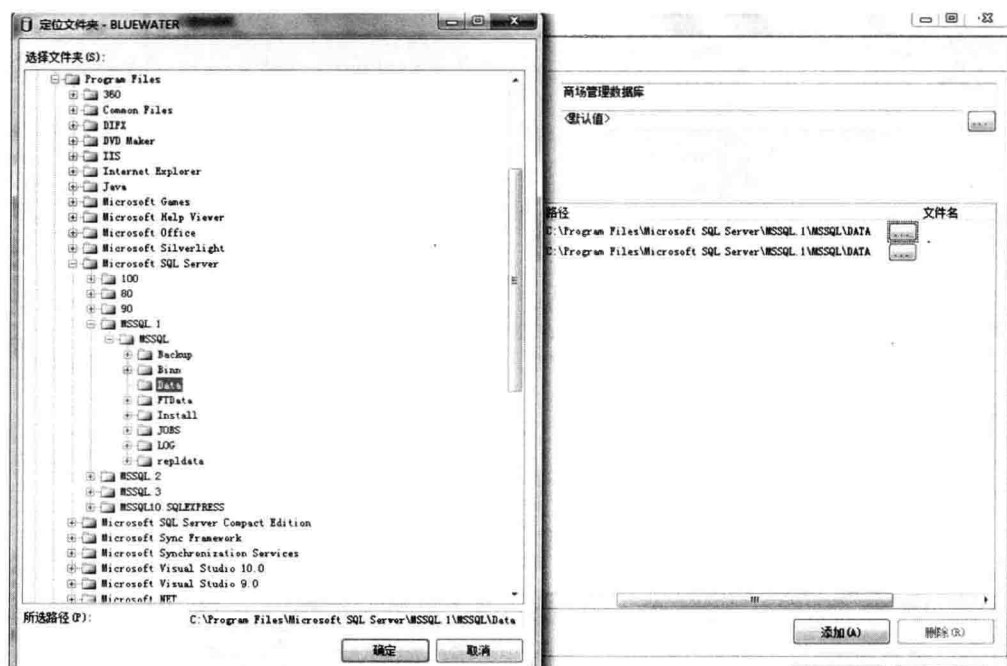 定位文件夹 - BLUEWATER
选择文件夹(S):
Program Files
360
Common Files
DIFX
DVD Maker
IIS
Internet Explorer
Java
Microsoft Games
Microsoft Help Viewer
Microsoft Office
Microsoft Silverlight
Microsoft SQL Server
100
80
90
MSSQL.1
MSSQL
Backup
Binn
Data
FTData
Install
JOBS
LOG
repldata
MSSQL.2
MSSQL.3
MSSQL10.SQLEXPRESS
Microsoft SQL Server Compact Edition
Microsoft Sync Framework
Microsoft Synchronization Services
Microsoft Visual Studio 10.0
Microsoft Visual Studio 9.0
Microsoft.NET
所选路径(P):
C:\Program Files\Microsoft SQL Server\MSSQL.1\MSSQL\Data
确定
取消
商场管理数据库
<默认值>
...
路径
文件名
C:\Program Files\Microsoft SQL Server\MSSQL.1\MSSQL\DATA
...
C:\Program Files\Microsoft SQL Server\MSSQL.1\MSSQL\DATA
...
添加(A)
删除(R)